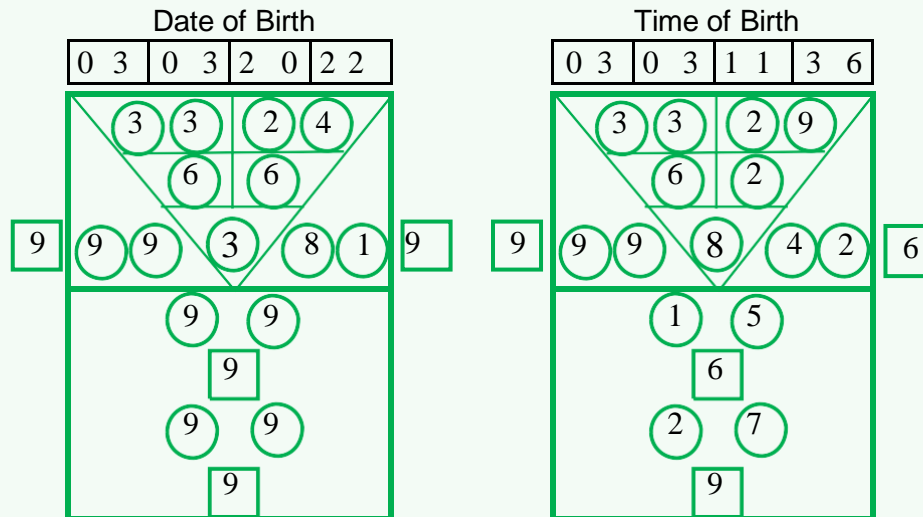 Date of Birth Time of Birth
0 3 0 3 2 0 2 2 0 3 0 3 1 1 3 6
3 3 2 4 3 3 2 9
6 6 6 2
9 9 9 3 8 1 9 9 9 9 8 4 2 6
9 9 1 5
9 6
9 9 2 7
9 9